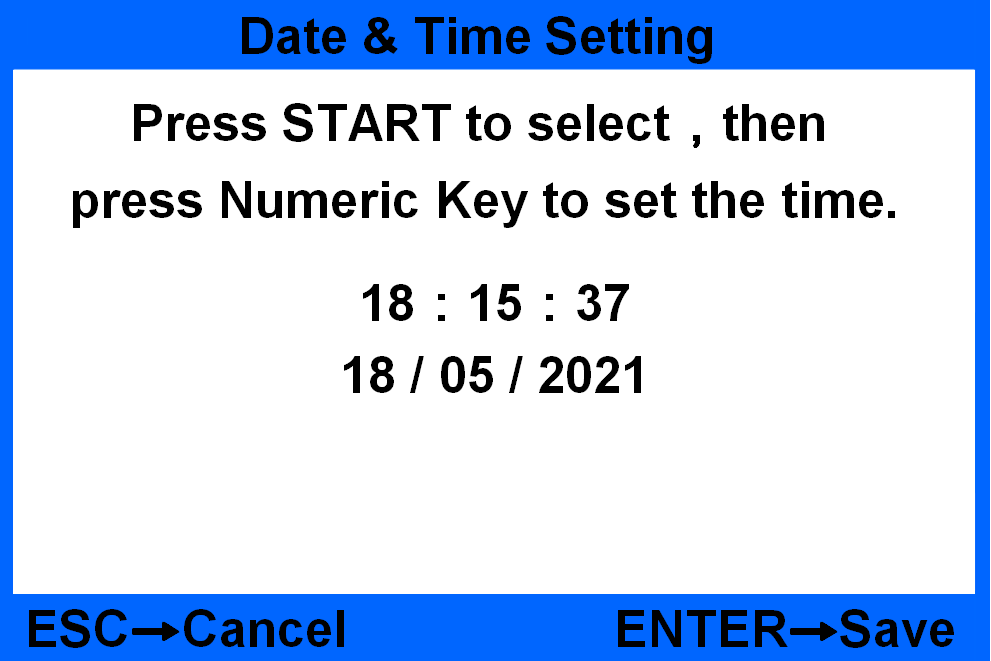 Date & Time Setting
Press START to select , then
press Numeric Key to set the time.
18 : 15 : 37
18 / 05 / 2021
ESC→Cancel
ENTER→Save